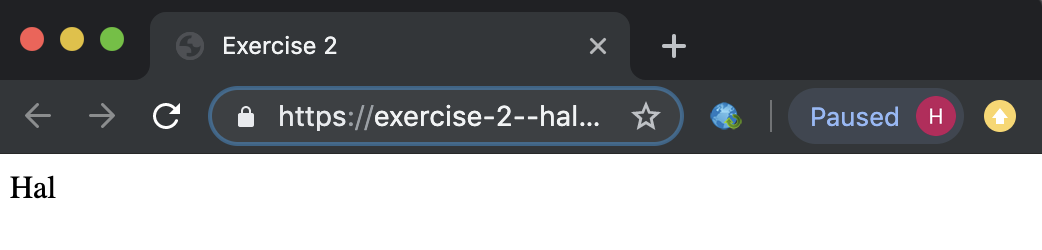 Exercise 2
https://exercise-2--hal...
Paused
H
Hal